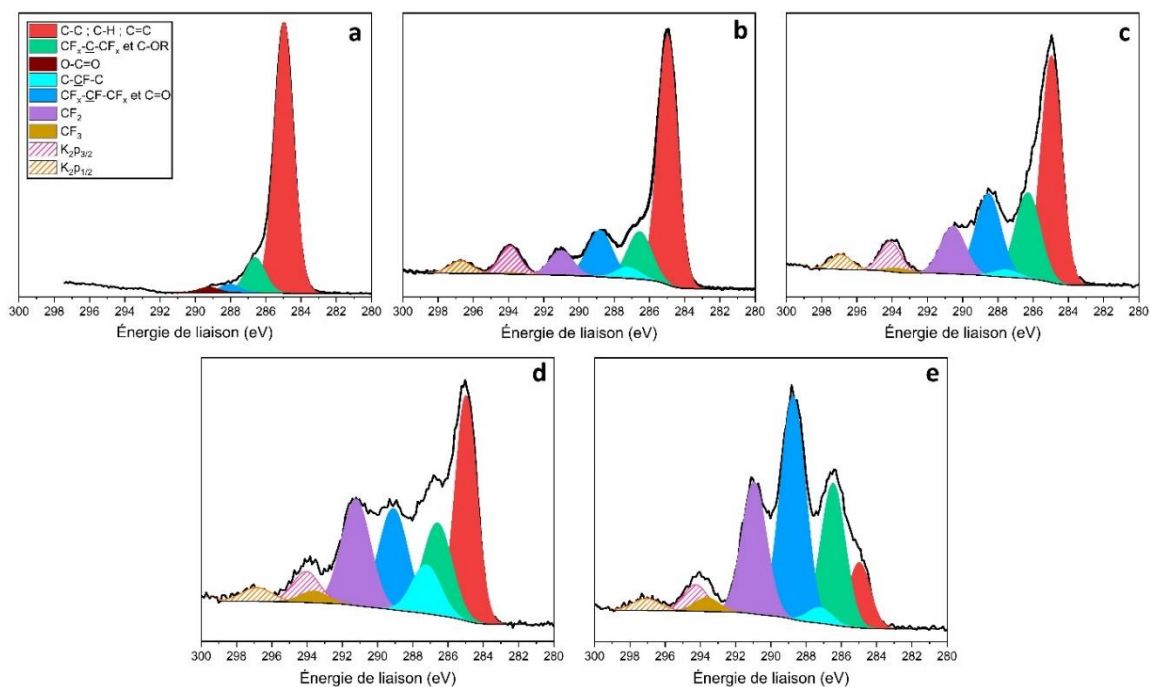 C-C ; C-H ; C=C
CFₓ-C-CFₓ et C-OR
O-C=O
C-CF-C
CFₓ-CF-CFₓ et C=O
CF₂
CF₃
K₂p₃/₂
K₂p₁/₂
a
300 298 296 294 292 290 288 286 284 282 280
Énergie de liaison (eV)
b
300 298 296 294 292 290 288 286 284 282 280
Énergie de liaison (eV)
c
300 298 296 294 292 290 288 286 284 282 280
Énergie de liaison (eV)
d
300 298 296 294 292 290 288 286 284 282 280
Énergie de liaison (eV)
e
300 298 296 294 292 290 288 286 284 282 280
Énergie de liaison (eV)